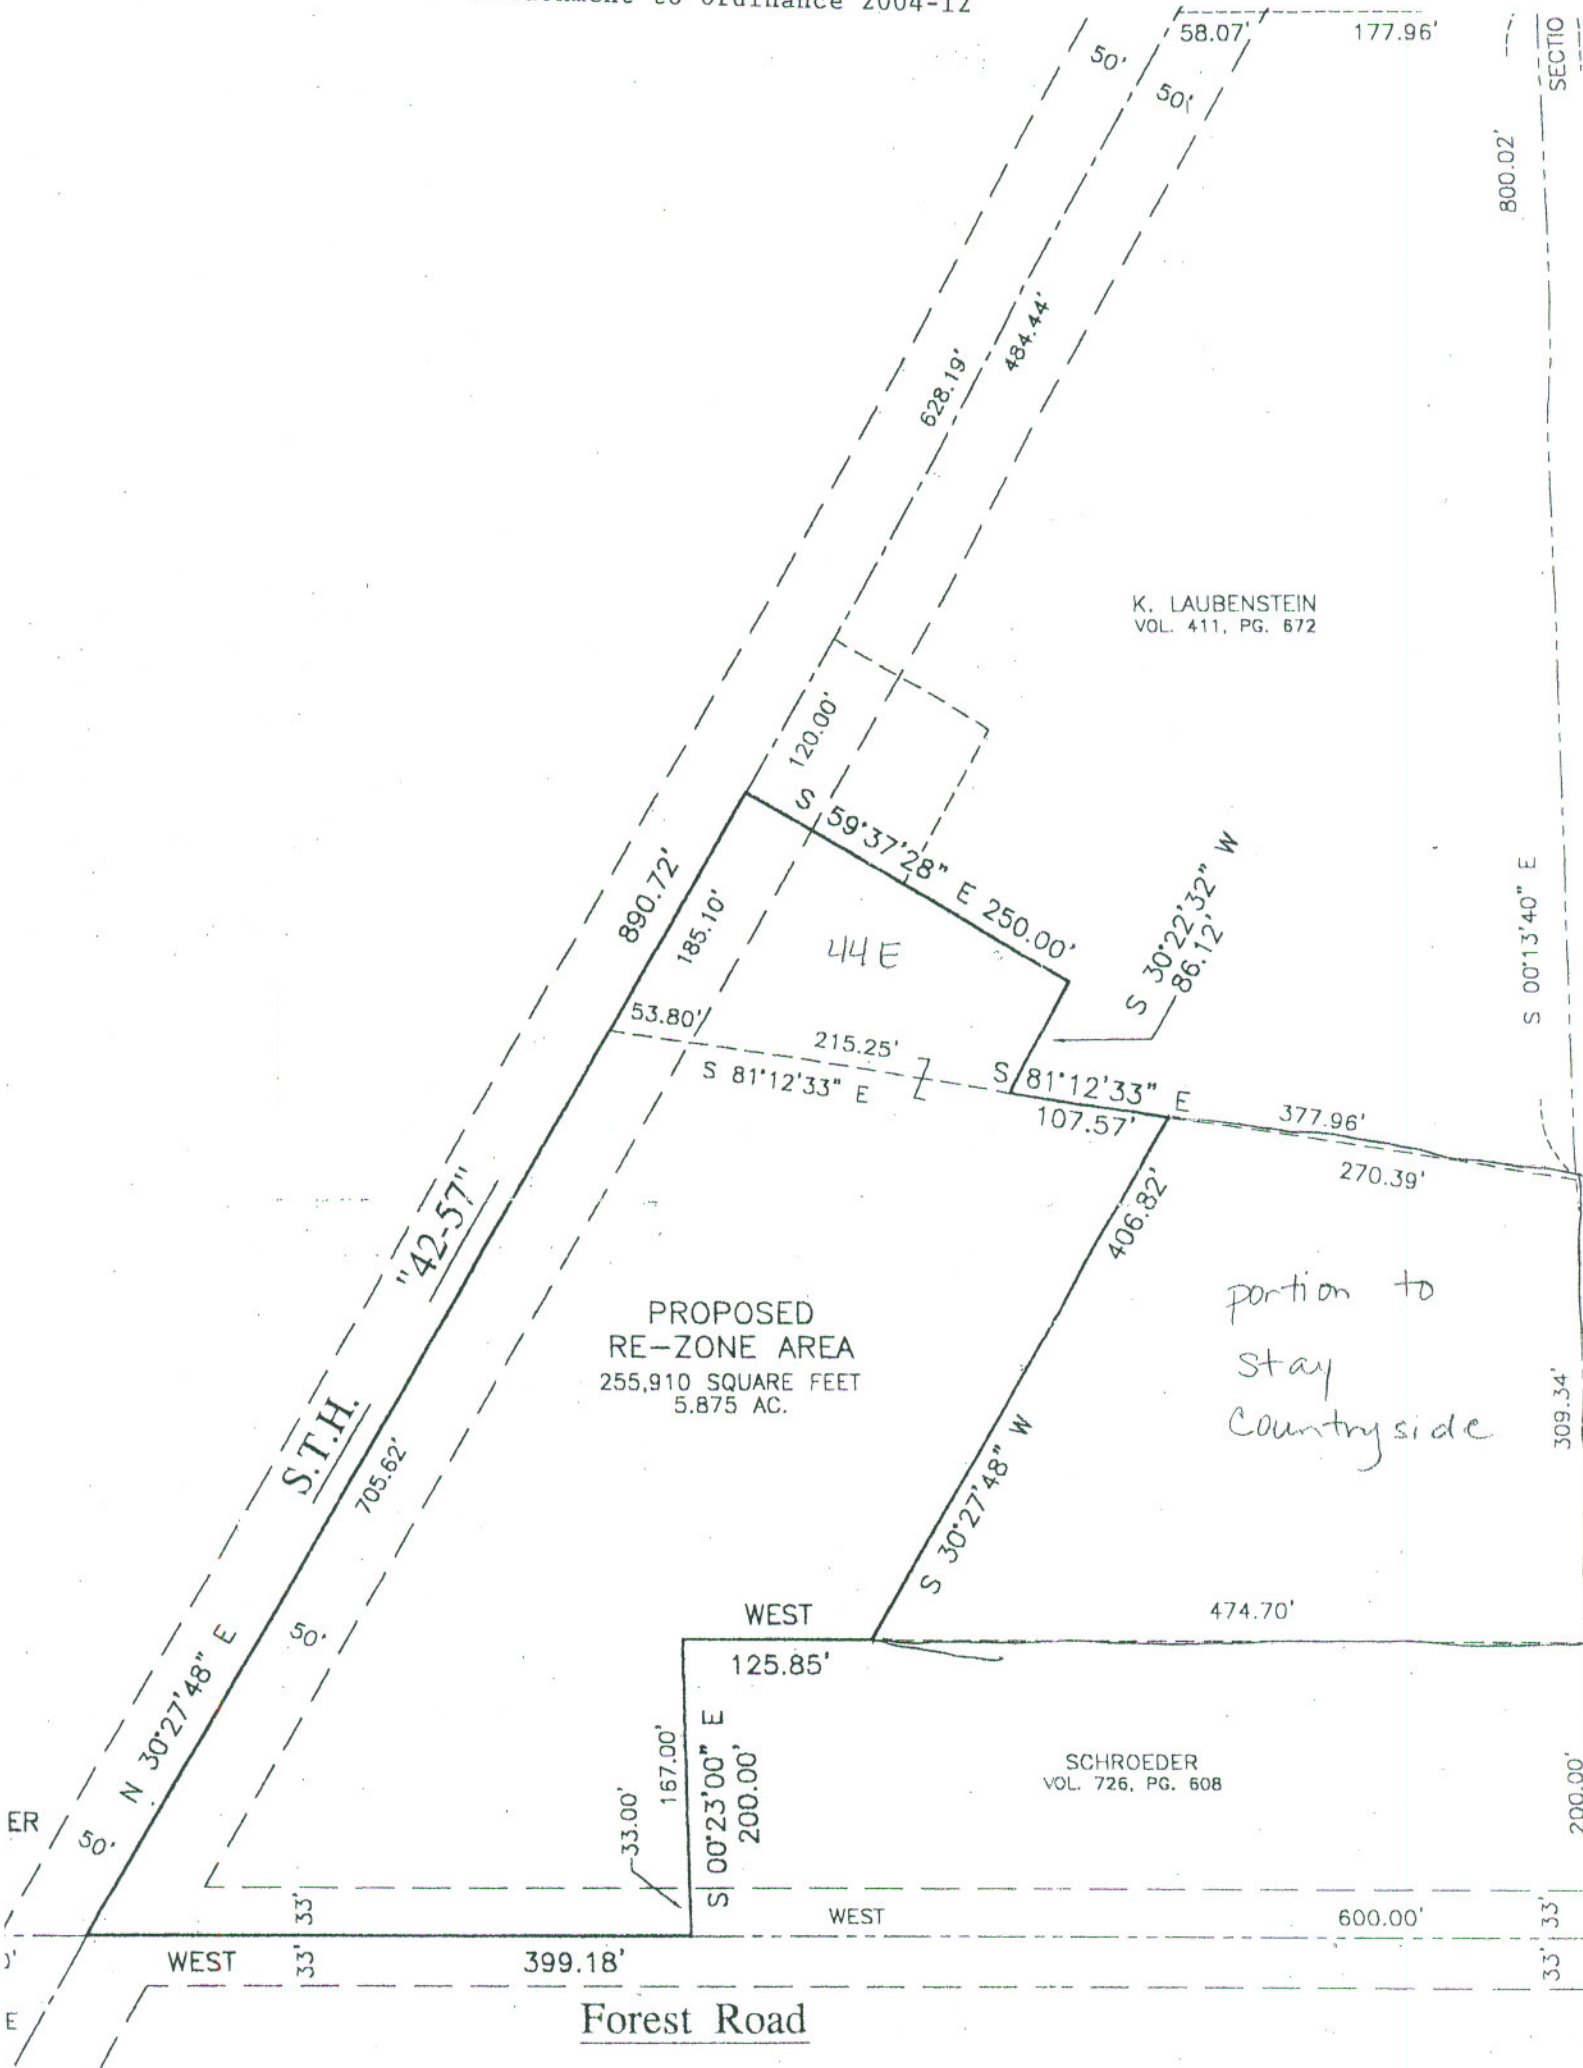 to Ordinance 2004-12
58.07'
177.96'
50'
50'
SECTIO
800.02'
628.19'
484.44'
K. LAUBENSTEIN
VOL. 411, PG. 672
120.00'
S 59°37'28" E 250.00'
890.72'
185.10'
44E
S 30°22'32" W
86.12'
S 00°13'40" E
53.80'
215.25'
S 81°12'33" E
S 81°12'33" E
107.57'
377.96'
270.39'
"42-57"
S.T.H.
406.82'
S 30°27'48" W
PROPOSED
RE-ZONE AREA
255,910 SQUARE FEET
5.875 AC.
portion to
stay
Countryside
309.34'
705.62'
N 30°27'48" E
50'
50'
WEST
125.85'
474.70'
167.00'
33.00'
S 00°23'00" E
200.00'
SCHROEDER
VOL. 726, PG. 608
200.00'
ER
33'
WEST
600.00'
33'
WEST
33'
399.18'
33'
E
Forest Road